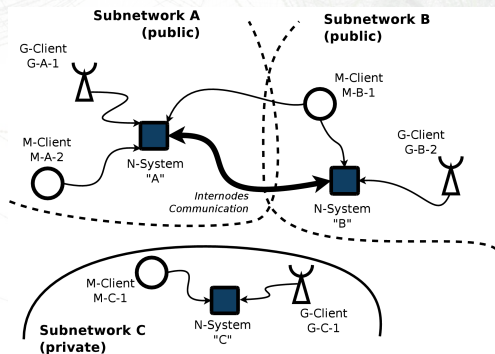 Subnetwork A
(public)
Subnetwork B
(public)
G-Client
G-A-1
M-Client
M-B-1
M-Client
M-A-2
N-System
"A"
G-Client
G-B-2
Internodes
Communication
N-System
"B"
M-Client
M-C-1
N-System
"C"
G-Client
G-C-1
Subnetwork C
(private)